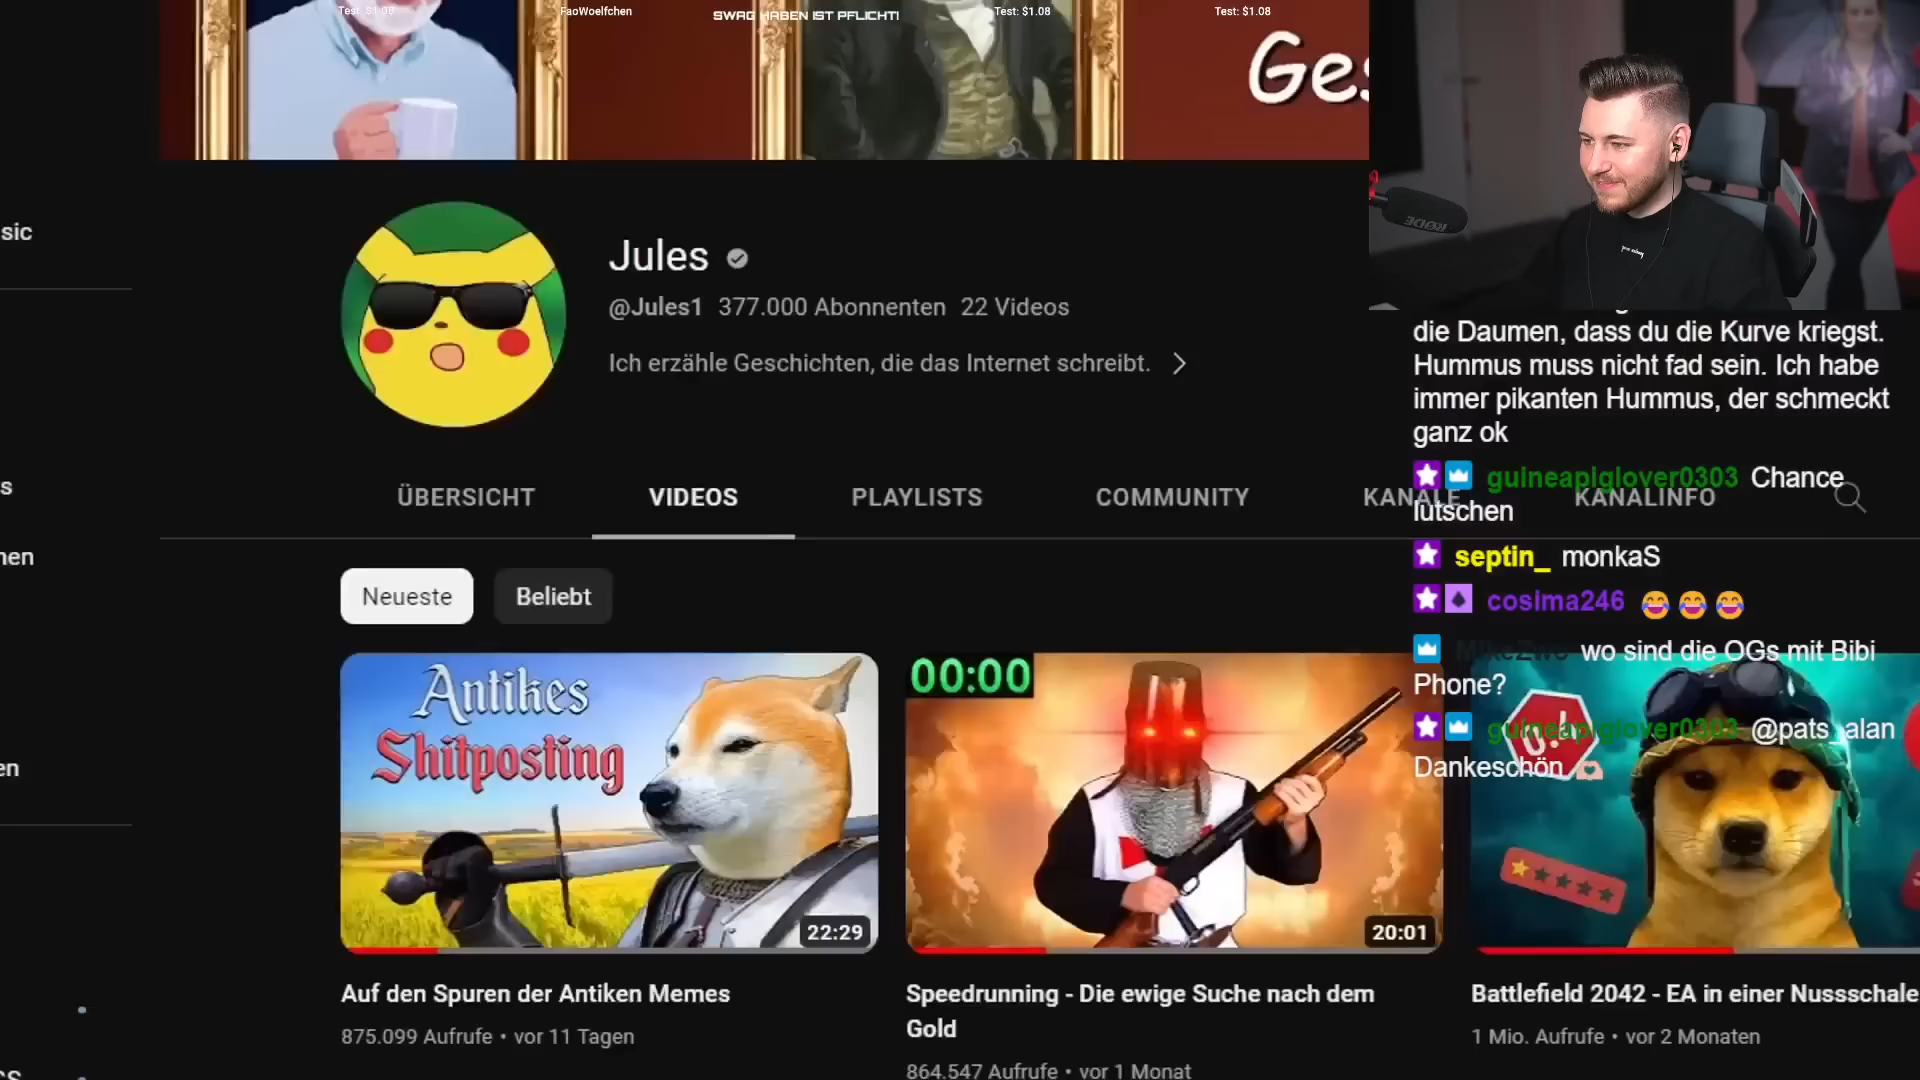 Test: $1.08
FaoWoelfchen
SWAG HABEN IST PFLICHT!
Test: $1.08
Test: $1.08
RØDE
sic
s
en
Jules
@Jules1 377.000 Abonnenten 22 Videos
Ich erzähle Geschichten, die das Internet schreibt.
ÜBERSICHT
VIDEOS
PLAYLISTS
COMMUNITY
KANÄLE
KANALINFO
Neueste
Beliebt
Antikes
Shitposting
22:29
Auf den Spuren der Antiken Memes
875.099 Aufrufe • vor 11 Tagen
00:00
20:01
Speedrunning - Die ewige Suche nach dem
Gold
864.547 Aufrufe • vor 1 Monat
Battlefield 2042 - EA in einer Nussschale
1 Mio. Aufrufe • vor 2 Monaten
die Daumen, dass du die Kurve kriegst.
Hummus muss nicht fad sein. Ich habe
immer pikanten Hummus, der schmeckt
ganz ok
guineapiglover0303 Chance
lutschen
septin_ monkaS
cosima246 😂 😂 😂
wo sind die OGs mit Bibi
Phone?
guineapiglover0303 @pats_alan
Dankeschön